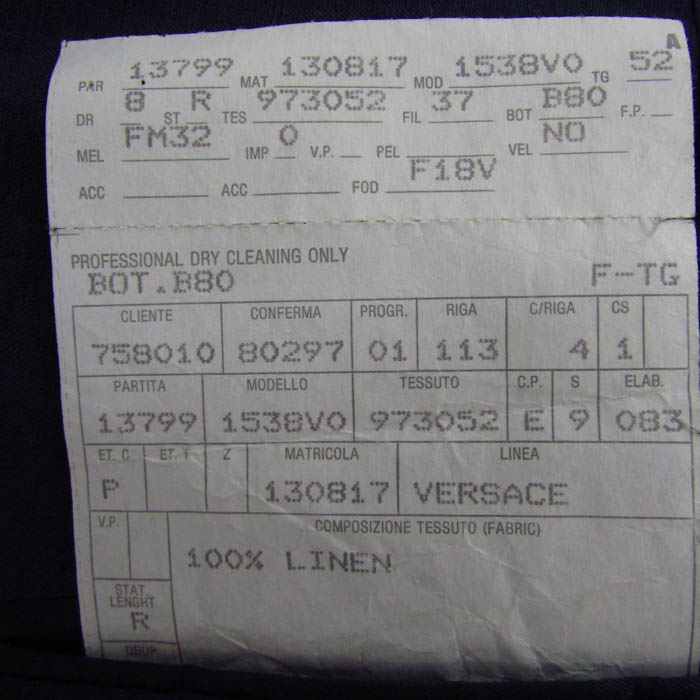 A
PAR 13799 MAT 130817 MOD 1538V0 TG 52
DR 8 ST R TES 973052 FIL 37 BOT B80 F.P.
MEL FM32 IMP 0 V.P. PEL VEL NO
ACC ACC FOD F18V
PROFESSIONAL DRY CLEANING ONLY
BOT.B80 F-TG
CLIENTE CONFERMA PROGR. RIGA C/RIGA CS
758010 80297 01 113 4 1
PARTITA MODELLO TESSUTO C.P. S ELAB.
13799 1538V0 973052 E 9 083
ET. C ET. T Z MATRICOLA LINEA
P 130817 VERSACE
V.P. COMPOSIZIONE TESSUTO (FABRIC)
100% LINEN
STAT.
LENGHT
R
DROP